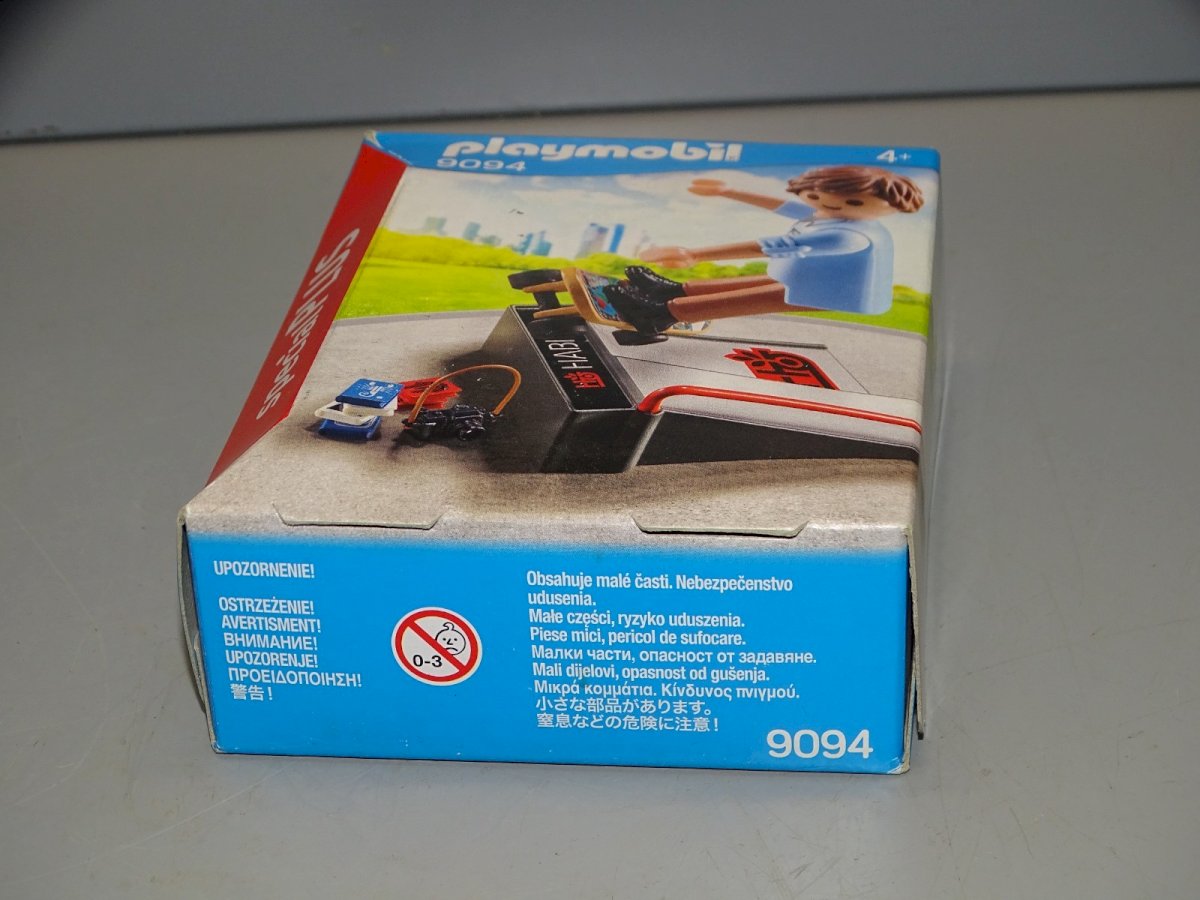 playmobil
9094
4+
SPECIAL PLUS
HABI
UPOZORNENIE!
OSTRZEŻENIE!
AVERTISMENT!
ВНИМАНИЕ!
UPOZORENJE!
ΠΡΟΕΙΔΟΠΟΙΗΣΗ!
警告!
0-3
Obsahuje malé časti. Nebezpečenstvo
udusenia.
Małe części, ryzyko uduszenia.
Piese mici, pericol de sufocare.
Малки части, опасност от задавяне.
Mali dijelovi, opasnost od gušenja.
Μικρά κομμάτια. Κίνδυνος πνιγμού.
小さな部品があります。
窒息などの危険に注意!
9094